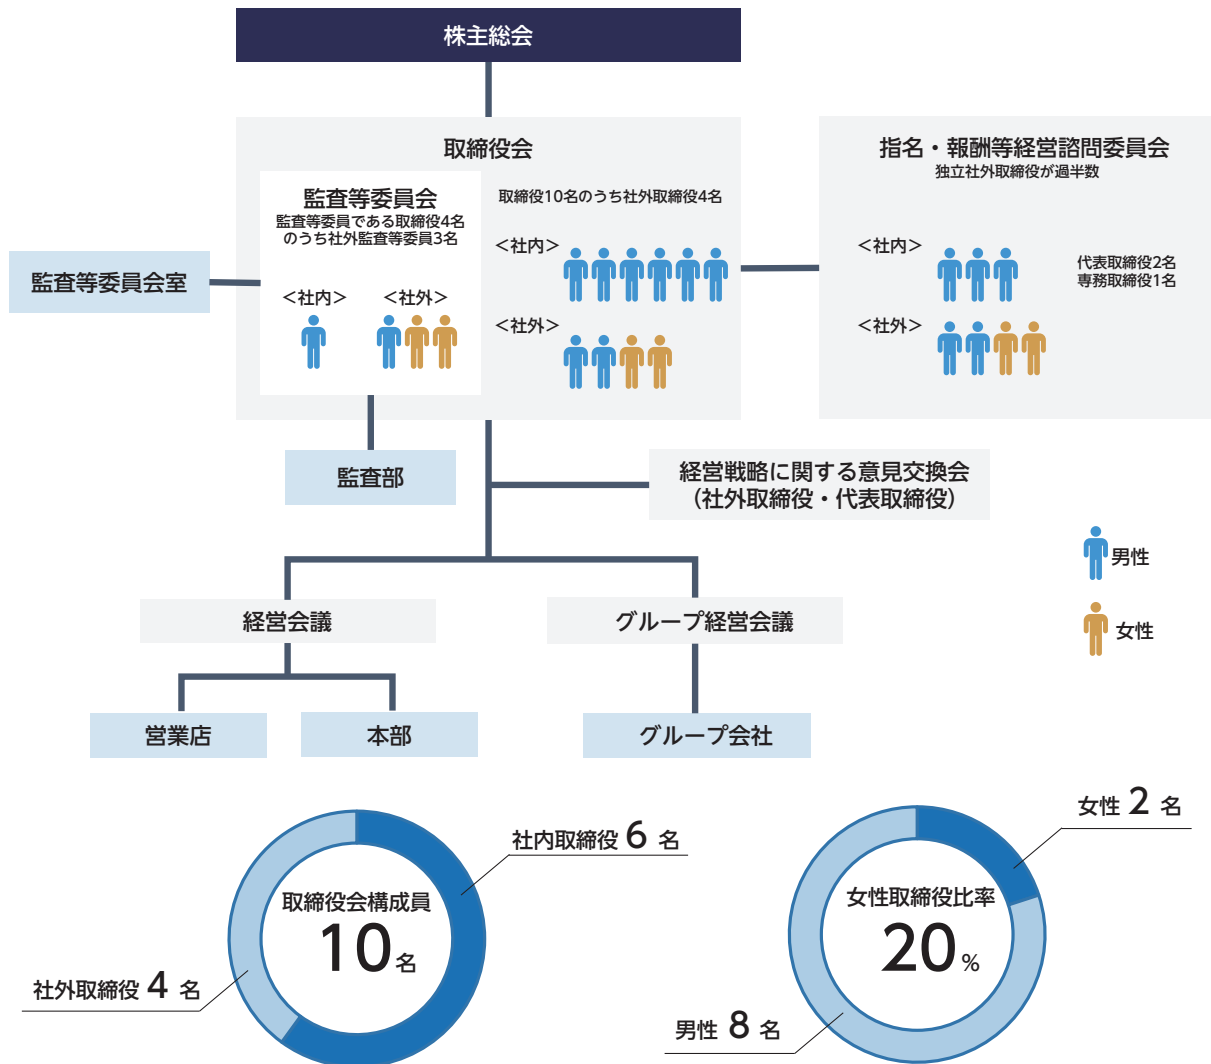 株主総会
取締役会
監査等委員会
監査等委員である取締役4名
のうち社外監査等委員3名
<社内>
<社外>
取締役10名のうち社外取締役4名
<社内>
<社外>
指名・報酬等経営諮問委員会
独立社外取締役が過半数
<社内>
代表取締役2名
専務取締役1名
<社外>
監査等委員会室
監査部
経営戦略に関する意見交換会
(社外取締役・代表取締役)
男性
女性
経営会議
グループ経営会議
営業店
本部
グループ会社
社内取締役 6 名
取締役会構成員
10名
社外取締役 4 名
女性 2 名
女性取締役比率
20%
男性 8 名